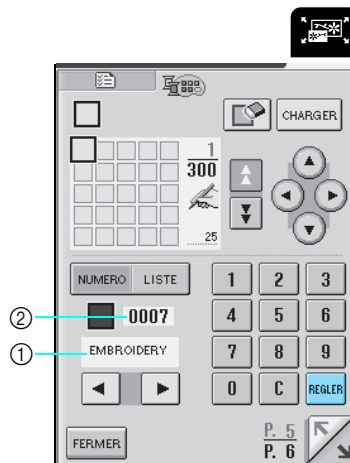 CHARGER
1
300
25
NUMERO LISTE 1 2 3
② 0007 4 5 6
① EMBROIDERY 7 8 9
0 C REGLER
FERMER P. 5
P. 6